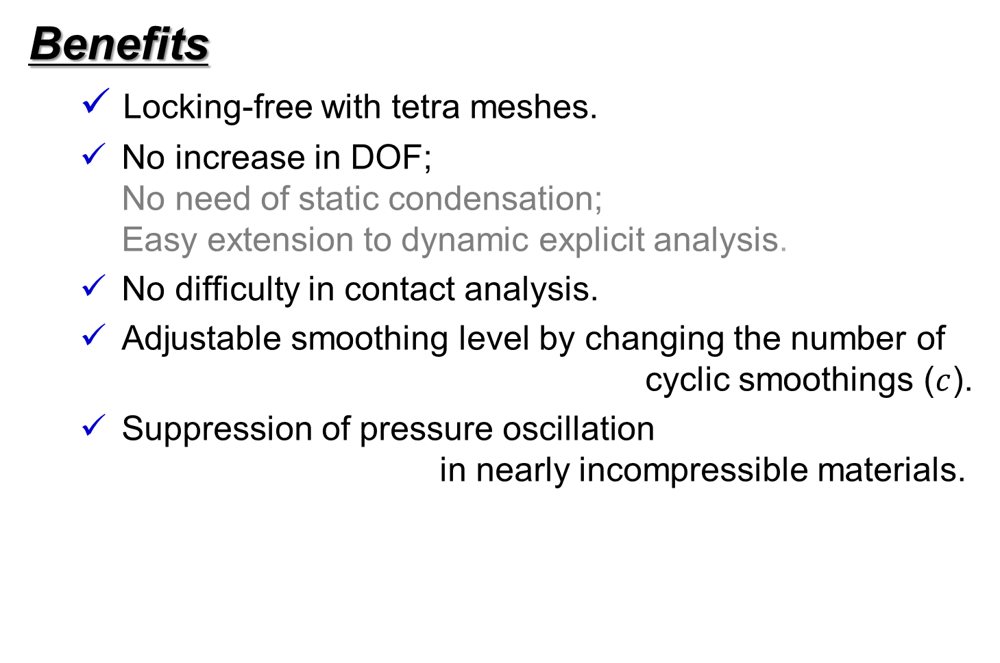 Benefits
✓ Locking-free with tetra meshes.
✓ No increase in DOF;
No need of static condensation;
Easy extension to dynamic explicit analysis.
✓ No difficulty in contact analysis.
✓ Adjustable smoothing level by changing the number of
cyclic smoothings (𝑐).
✓ Suppression of pressure oscillation
in nearly incompressible materials.